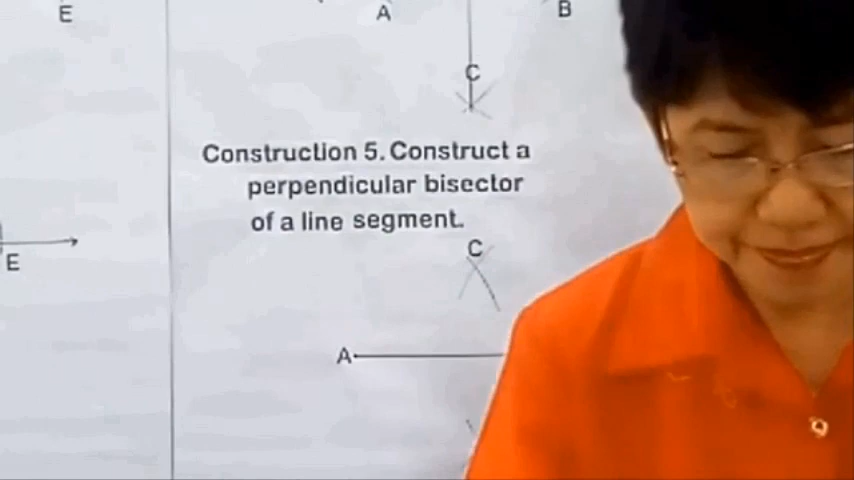 E
A
B
C
Construction 5. Construct a
perpendicular bisector
of a line segment.
C
E
A